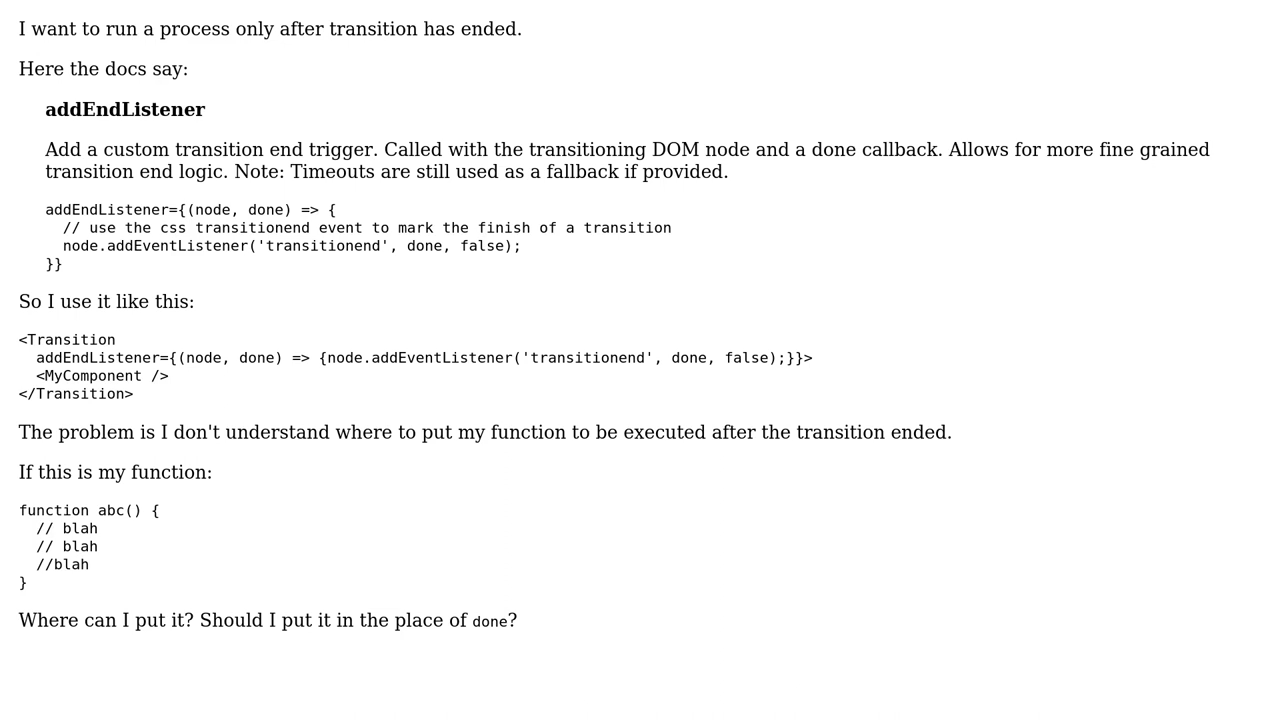 I want to run a process only after transition has ended.
Here the docs say:
addEndListener
Add a custom transition end trigger. Called with the transitioning DOM node and a done callback. Allows for more fine grained
transition end logic. Note: Timeouts are still used as a fallback if provided.
addEndListener={(node, done) => {
  // use the css transitionend event to mark the finish of a transition
  node.addEventListener('transitionend', done, false);
}}
So I use it like this:
<Transition
  addEndListener={(node, done) => {node.addEventListener('transitionend', done, false);}}>
  <MyComponent />
</Transition>
The problem is I don't understand where to put my function to be executed after the transition ended.
If this is my function:
function abc() {
  // blah
  // blah
  //blah
}
Where can I put it? Should I put it in the place of done?